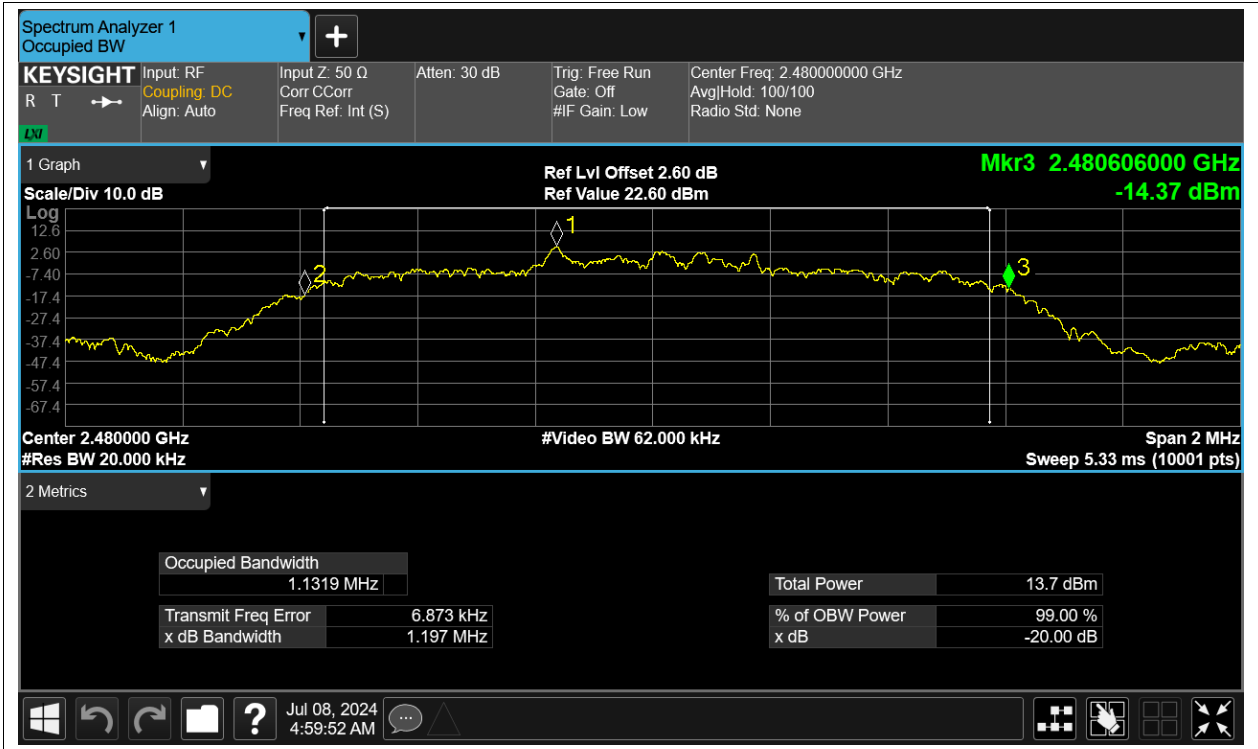 Spectrum Analyzer 1
Occupied BW
KEYSIGHT
R T
LXI
Input: RF
Coupling: DC
Align: Auto
Input Z: 50 Ω
Corr CCorr
Freq Ref: Int (S)
Atten: 30 dB
Trig: Free Run
Gate: Off
#IF Gain: Low
Center Freq: 2.480000000 GHz
Avg|Hold: 100/100
Radio Std: None
1 Graph
Scale/Div 10.0 dB
Ref Lvl Offset 2.60 dB
Ref Value 22.60 dBm
Mkr3 2.480606000 GHz
-14.37 dBm
Log
12.6
2.60
-7.40
-17.4
-27.4
-37.4
-47.4
-57.4
-67.4
1
2
3
Center 2.480000 GHz
#Video BW 62.000 kHz
Span 2 MHz
#Res BW 20.000 kHz
Sweep 5.33 ms (10001 pts)
2 Metrics
Occupied Bandwidth
1.1319 MHz
Transmit Freq Error 6.873 kHz
x dB Bandwidth 1.197 MHz
Total Power 13.7 dBm
% of OBW Power 99.00 %
x dB -20.00 dB
?
Jul 08, 2024
4:59:52 AM